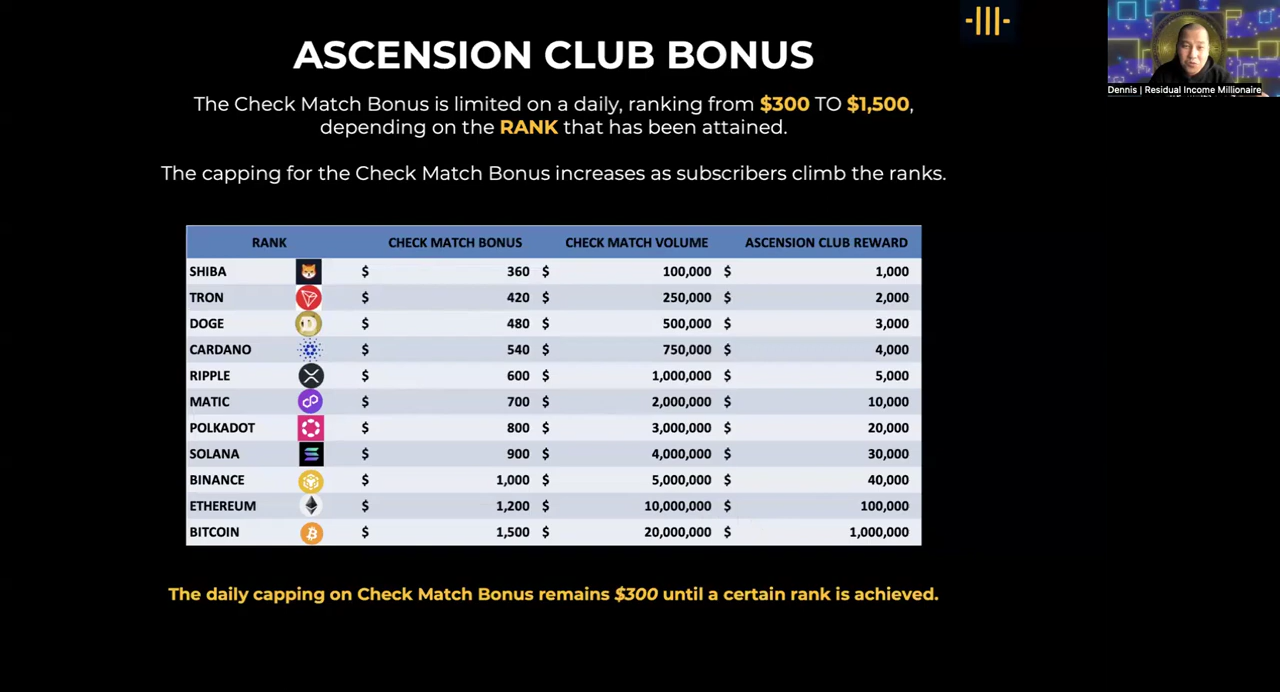 ASCENSION CLUB BONUS
Dennis | Residual Income Millionaire
The Check Match Bonus is limited on a daily, ranking from $300 TO $1,500,
depending on the RANK that has been attained.
The capping for the Check Match Bonus increases as subscribers climb the ranks.
RANK CHECK MATCH BONUS CHECK MATCH VOLUME ASCENSION CLUB REWARD
SHIBA $ 360 $ 100,000 $ 1,000
TRON $ 420 $ 250,000 $ 2,000
DOGE $ 480 $ 500,000 $ 3,000
CARDANO $ 540 $ 750,000 $ 4,000
RIPPLE $ 600 $ 1,000,000 $ 5,000
MATIC $ 700 $ 2,000,000 $ 10,000
POLKADOT $ 800 $ 3,000,000 $ 20,000
SOLANA $ 900 $ 4,000,000 $ 30,000
BINANCE $ 1,000 $ 5,000,000 $ 40,000
ETHEREUM $ 1,200 $ 10,000,000 $ 100,000
BITCOIN $ 1,500 $ 20,000,000 $ 1,000,000
The daily capping on Check Match Bonus remains $300 until a certain rank is achieved.